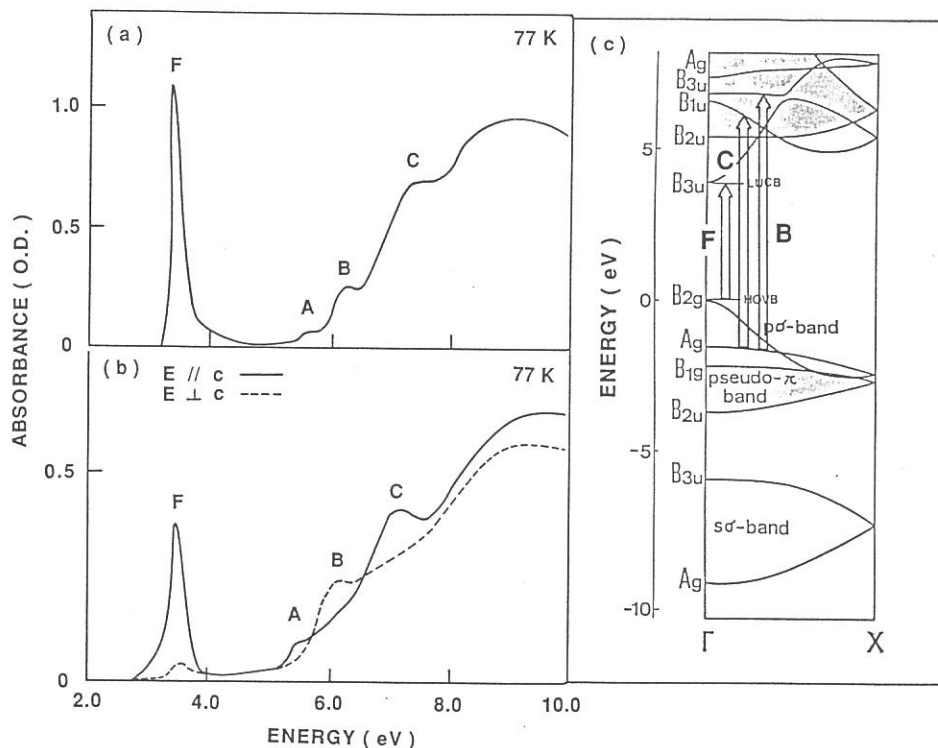 ( a )
77 K
F
1.0
C
0.5
B
A
0
( b )
E // c
E ⊥ c
77 K
F
0.5
C
B
A
0
2.0 4.0 6.0 8.0 10.0
ENERGY ( eV )
ABSORBANCE ( O.D. )
( c )
Ag
B3u
B1u
B2u
5
C
B3u
LUCB
F
B
B2g
0
HOVB
pσ-band
Ag
B1g
pseudo-π
band
B2u
-5
B3u
sσ-band
Ag
-10
Γ X
ENERGY ( eV )